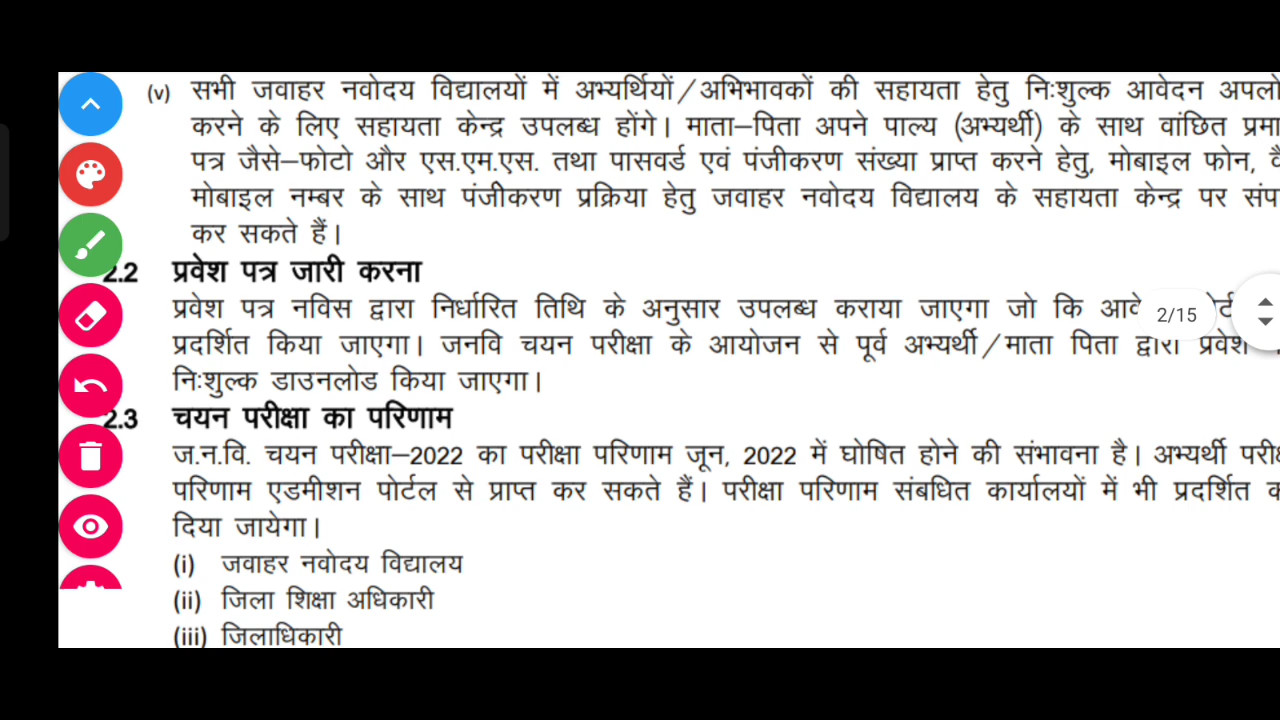 (v) सभी जवाहर नवोदय विद्यालयों में अभ्यर्थियों/अभिभावकों की सहायता हेतु निःशुल्क आवेदन
करने के लिए सहायता केन्द्र उपलब्ध होंगे। माता–पिता अपने पाल्य (अभ्यर्थी) के साथ वांछित
पत्र जैसे–फोटो और एस.एम.एस. तथा पासवर्ड एवं पंजीकरण संख्या प्राप्त करने हेतु, मोबाइल फोन,
मोबाइल नम्बर के साथ पंजीकरण प्रक्रिया हेतु जवाहर नवोदय विद्यालय के सहायता केन्द्र पर
कर सकते हैं।
2.2 प्रवेश पत्र जारी करना
प्रवेश पत्र नविस द्वारा निर्धारित तिथि के अनुसार उपलब्ध कराया जाएगा जो कि
2/15
प्रदर्शित किया जाएगा। जनवि चयन परीक्षा के आयोजन से पूर्व अभ्यर्थी/माता पिता द्वारा प्रवेश
निःशुल्क डाउनलोड किया जाएगा।
2.3 चयन परीक्षा का परिणाम
ज.न.वि. चयन परीक्षा–2022 का परीक्षा परिणाम जून, 2022 में घोषित होने की संभावना है। अभ्यर्थी
परिणाम एडमीशन पोर्टल से प्राप्त कर सकते हैं। परीक्षा परिणाम संबधित कार्यालयों में भी प्रदर्शित
दिया जायेगा।
(i) जवाहर नवोदय विद्यालय
(ii) जिला शिक्षा अधिकारी
(iii) जिलाधिकारी